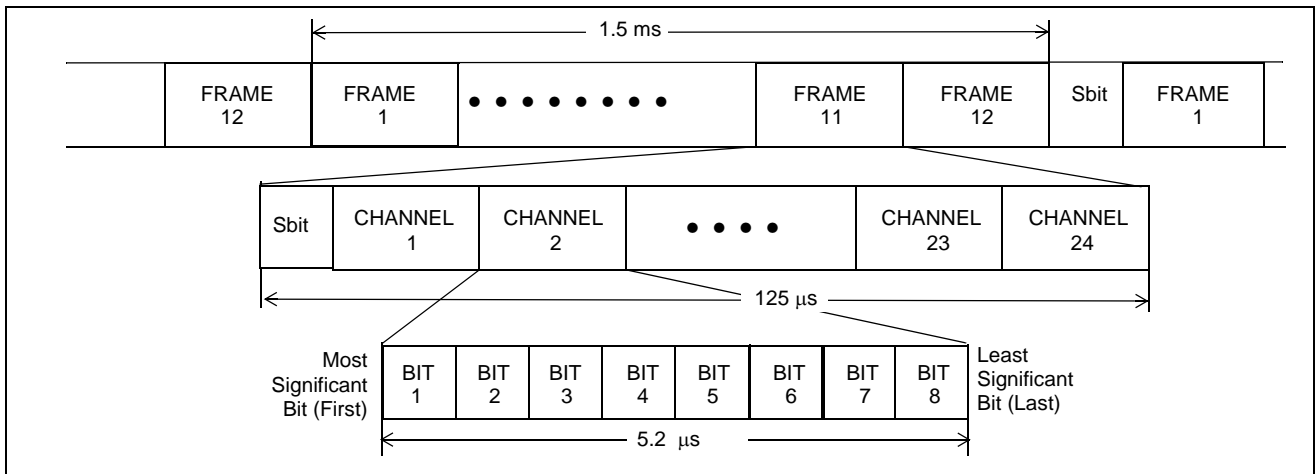 1.5 ms
FRAME 12
FRAME 1
FRAME 11
FRAME 12
Sbit
FRAME 1
Sbit
CHANNEL 1
CHANNEL 2
CHANNEL 23
CHANNEL 24
125 μs
Most
Significant
Bit (First)
BIT 1
BIT 2
BIT 3
BIT 4
BIT 5
BIT 6
BIT 7
BIT 8
Least
Significant
Bit (Last)
5.2 μs